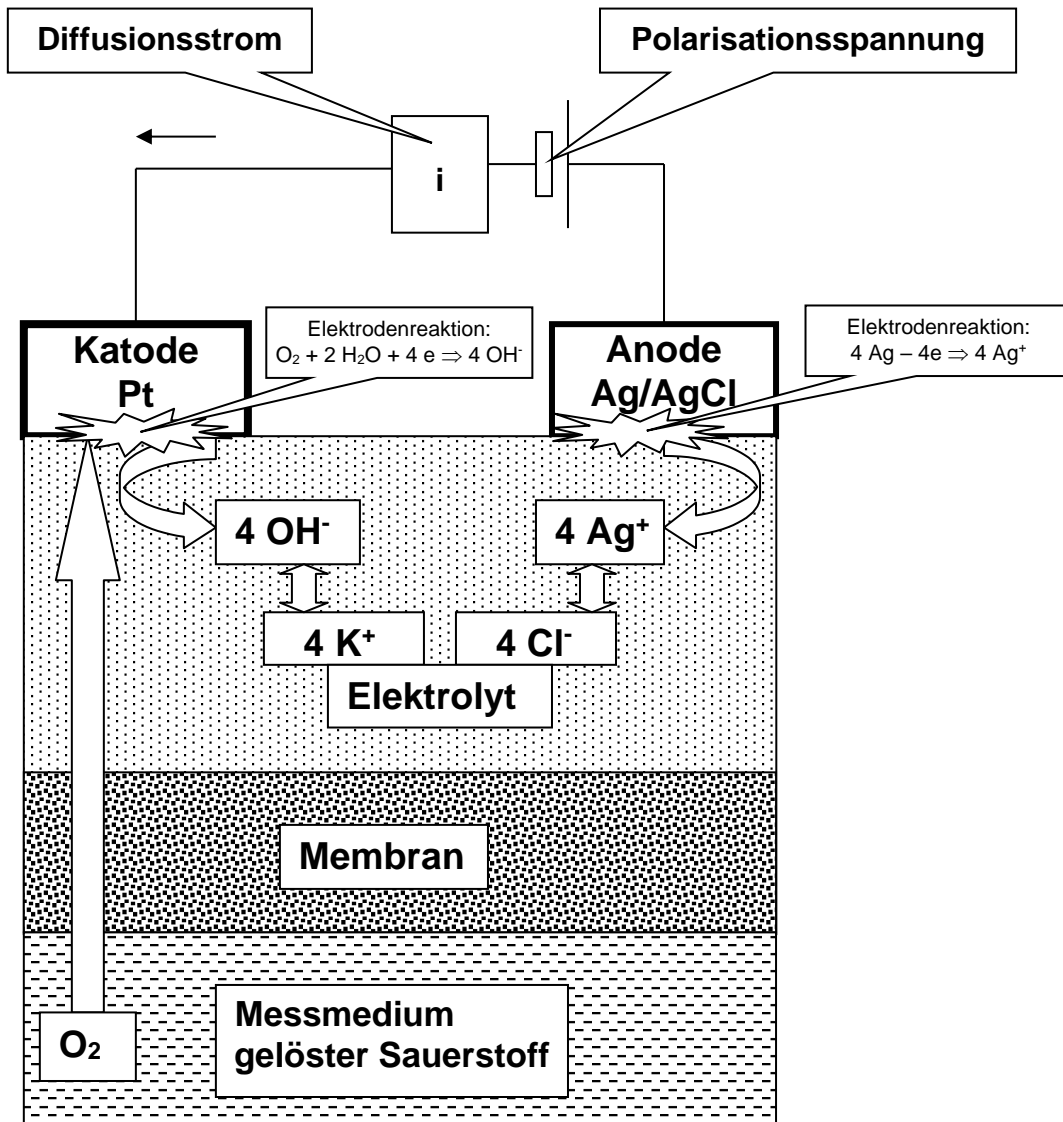 Diffusionsstrom
Polarisationsspannung
i
Katode
Pt
Elektrodenreaktion:
O₂ + 2 H₂O + 4 e ⇒ 4 OH⁻
Anode
Ag/AgCl
Elektrodenreaktion:
4 Ag – 4e ⇒ 4 Ag⁺
4 OH⁻
4 Ag⁺
4 K⁺
4 Cl⁻
Elektrolyt
Membran
Messmedium
gelöster Sauerstoff
O₂